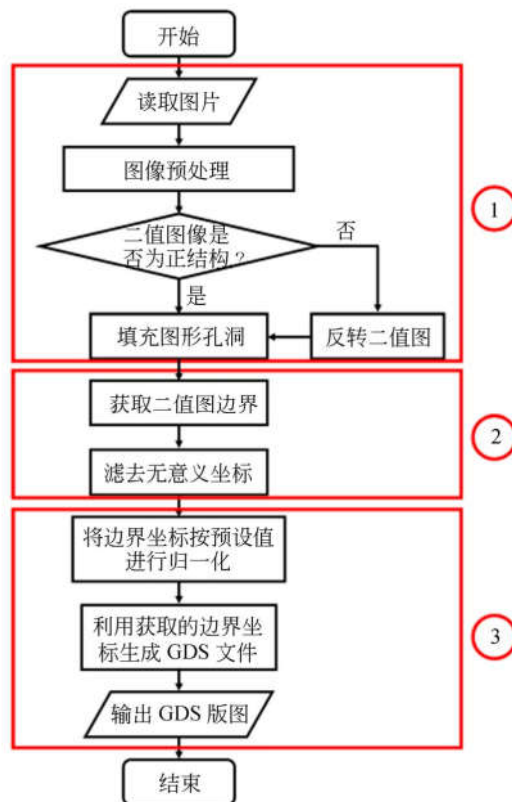 开始
读取图片
图像预处理
二值图像是
否为正结构？
否
是
填充图形孔洞
反转二值图
1
获取二值图边界
滤去无意义坐标
2
将边界坐标按预设值
进行归一化
利用获取的边界坐
标生成 GDS 文件
输出 GDS 版图
3
结束